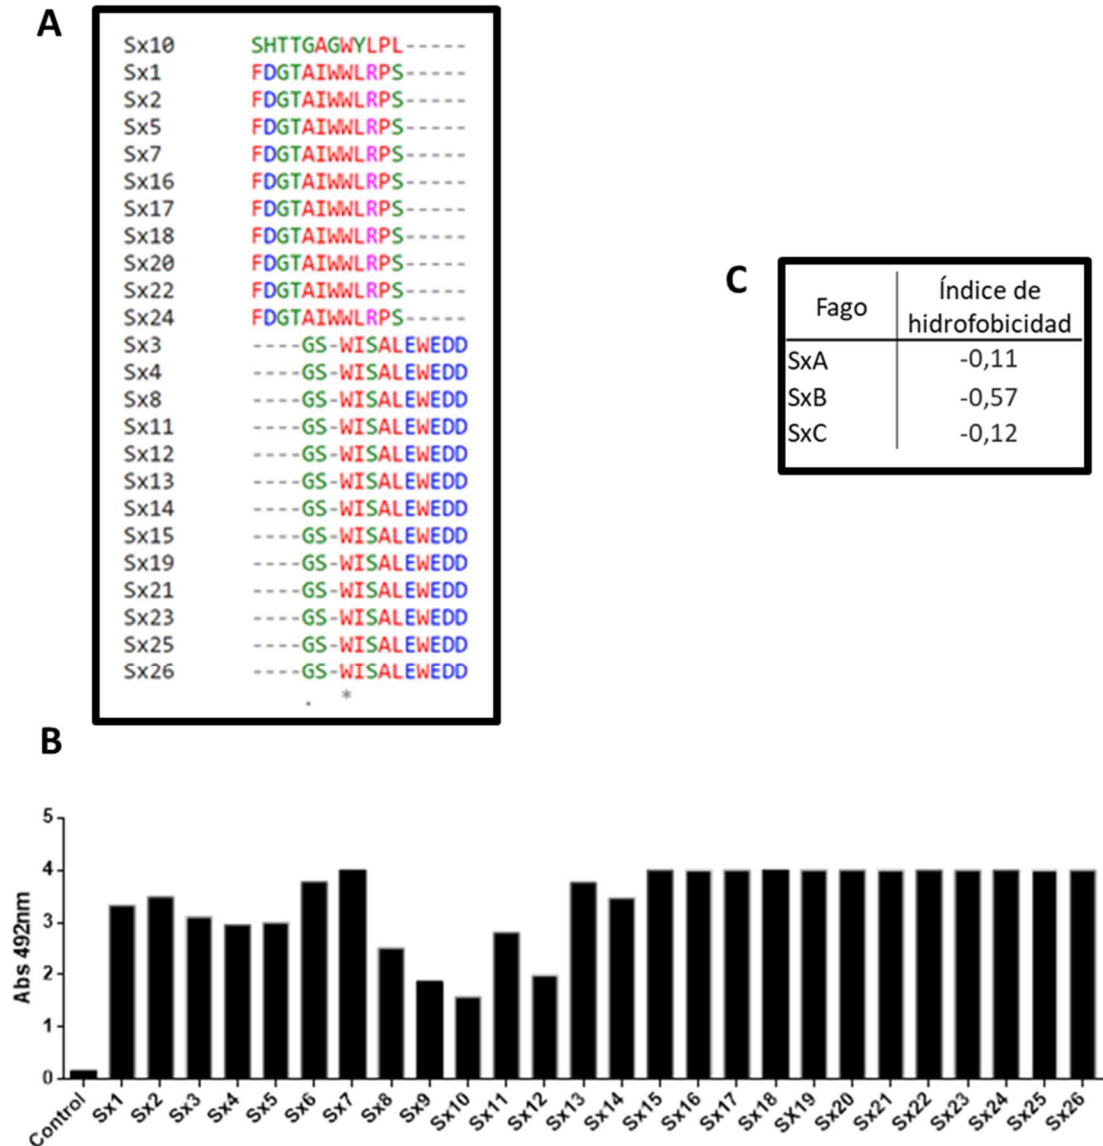 A
Sx10 SHTTGAGWYLPL-----
Sx1 FDGTAIWWLRPS-----
Sx2 FDGTAIWWLRPS-----
Sx5 FDGTAIWWLRPS-----
Sx7 FDGTAIWWLRPS-----
Sx16 FDGTAIWWLRPS-----
Sx17 FDGTAIWWLRPS-----
Sx18 FDGTAIWWLRPS-----
Sx20 FDGTAIWWLRPS-----
Sx22 FDGTAIWWLRPS-----
Sx24 FDGTAIWWLRPS-----
Sx3 ----GS-WISALEWEDD
Sx4 ----GS-WISALEWEDD
Sx8 ----GS-WISALEWEDD
Sx11 ----GS-WISALEWEDD
Sx12 ----GS-WISALEWEDD
Sx13 ----GS-WISALEWEDD
Sx14 ----GS-WISALEWEDD
Sx15 ----GS-WISALEWEDD
Sx19 ----GS-WISALEWEDD
Sx21 ----GS-WISALEWEDD
Sx23 ----GS-WISALEWEDD
Sx25 ----GS-WISALEWEDD
Sx26 ----GS-WISALEWEDD
. *
C
Fago Índice de
hidrofobicidad
SxA -0,11
SxB -0,57
SxC -0,12
B
Abs 492nm
5
4
3
2
1
0
Control Sx1 Sx2 Sx3 Sx4 Sx5 Sx6 Sx7 Sx8 Sx9 Sx10 Sx11 Sx12 Sx13 Sx14 Sx15 Sx16 Sx17 Sx18 Sx19 Sx20 Sx21 Sx22 Sx23 Sx24 Sx25 Sx26